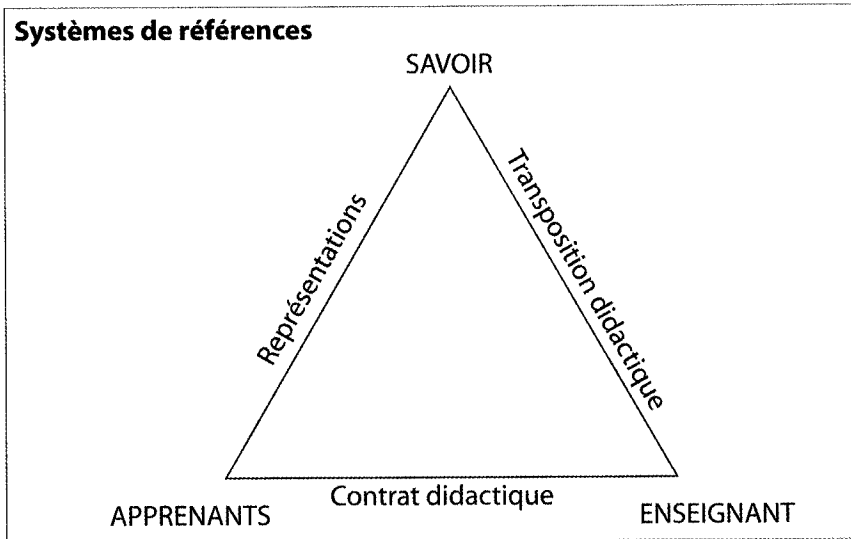 Systèmes de références
SAVOIR
Représentations
Transposition didactique
Contrat didactique
APPRENANTS
ENSEIGNANT